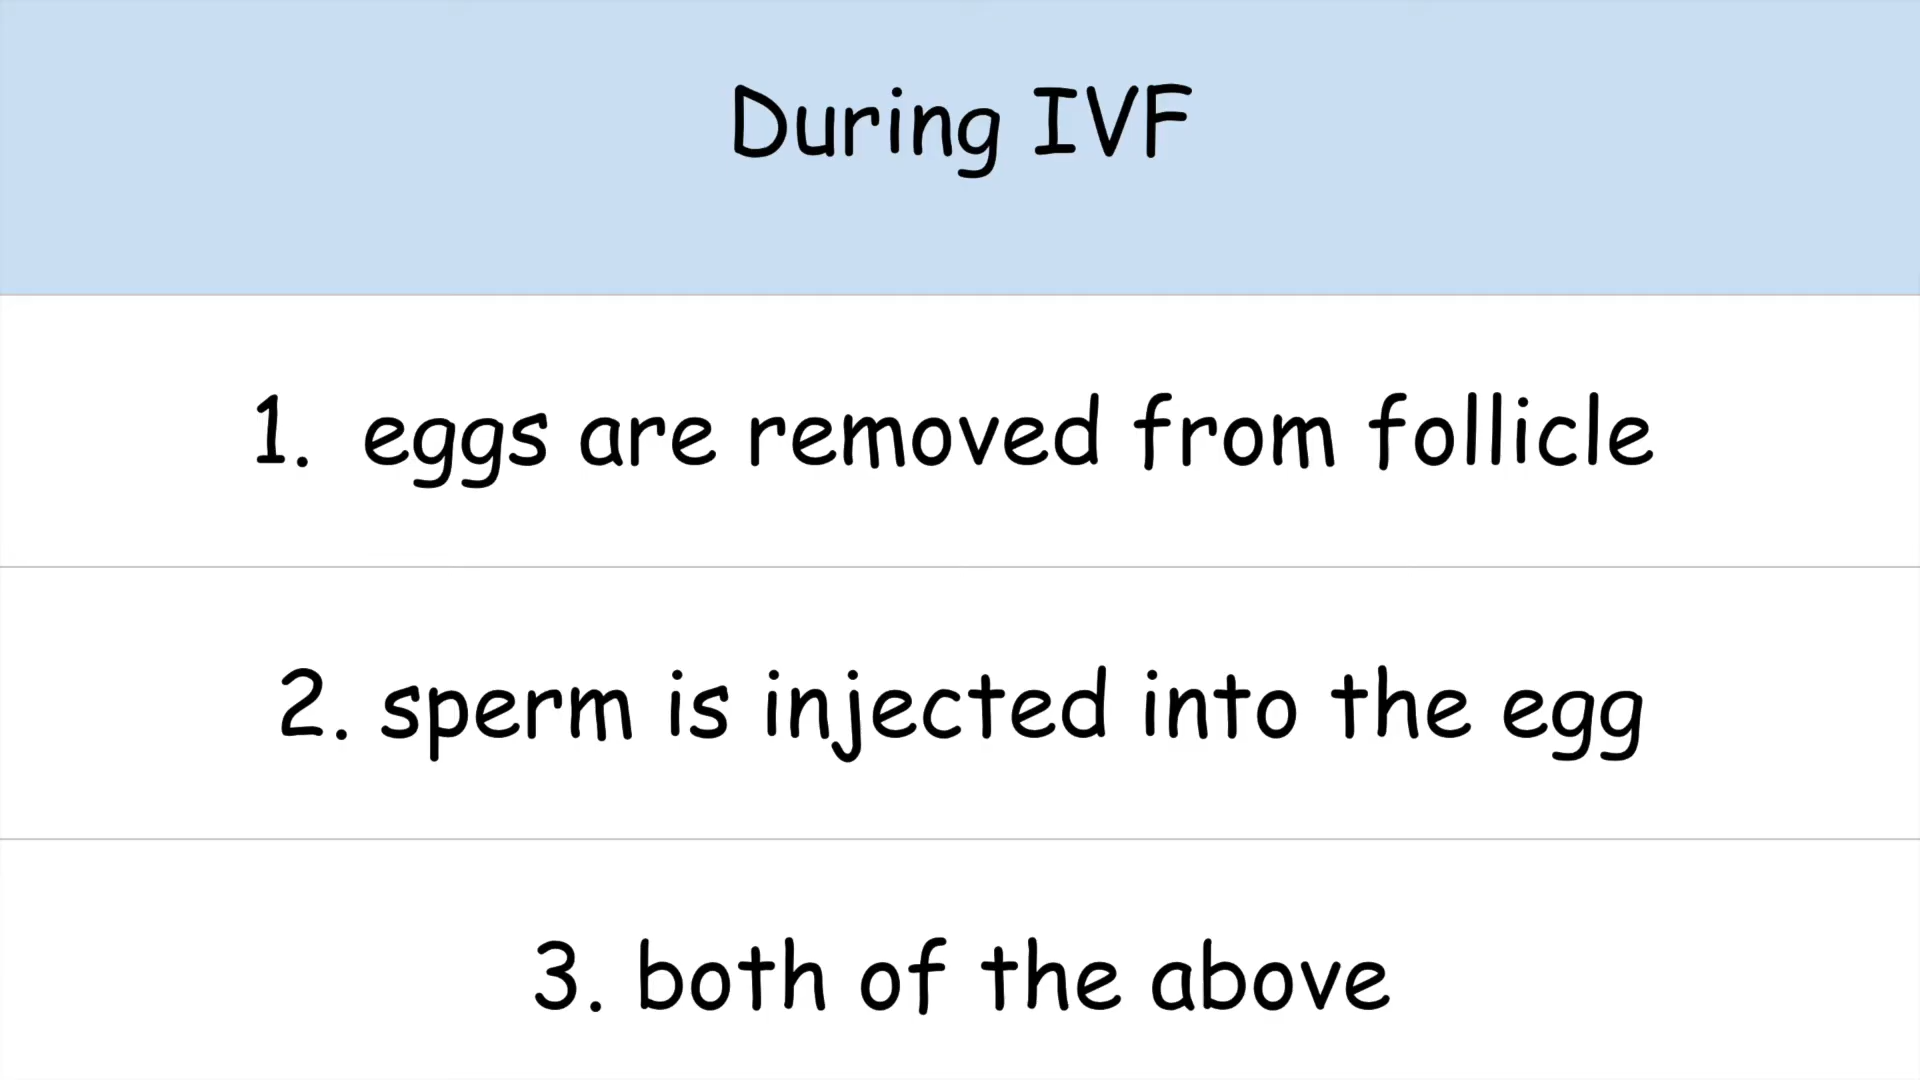 During IVF
1. eggs are removed from follicle
2. sperm is injected into the egg
3. both of the above